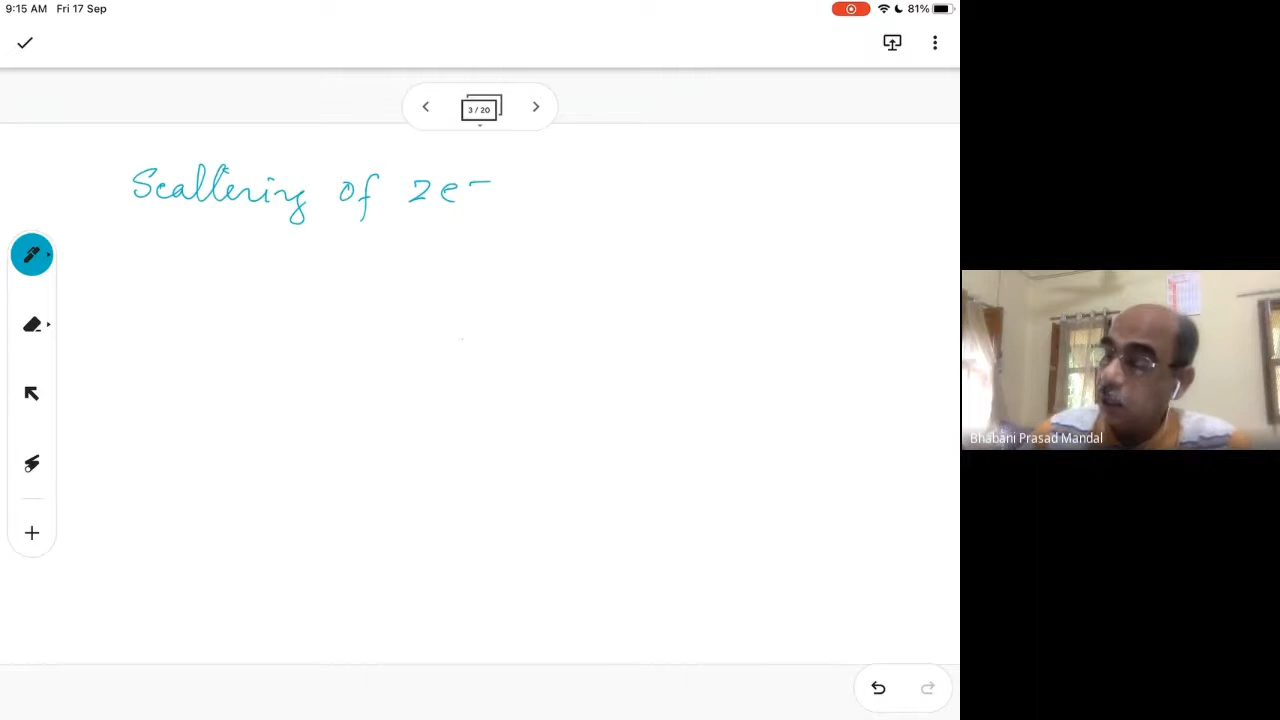 9:15 AM Fri 17 Sep
81%
3 / 20
Scattering of 2e⁻
Bhabani Prasad Mandal